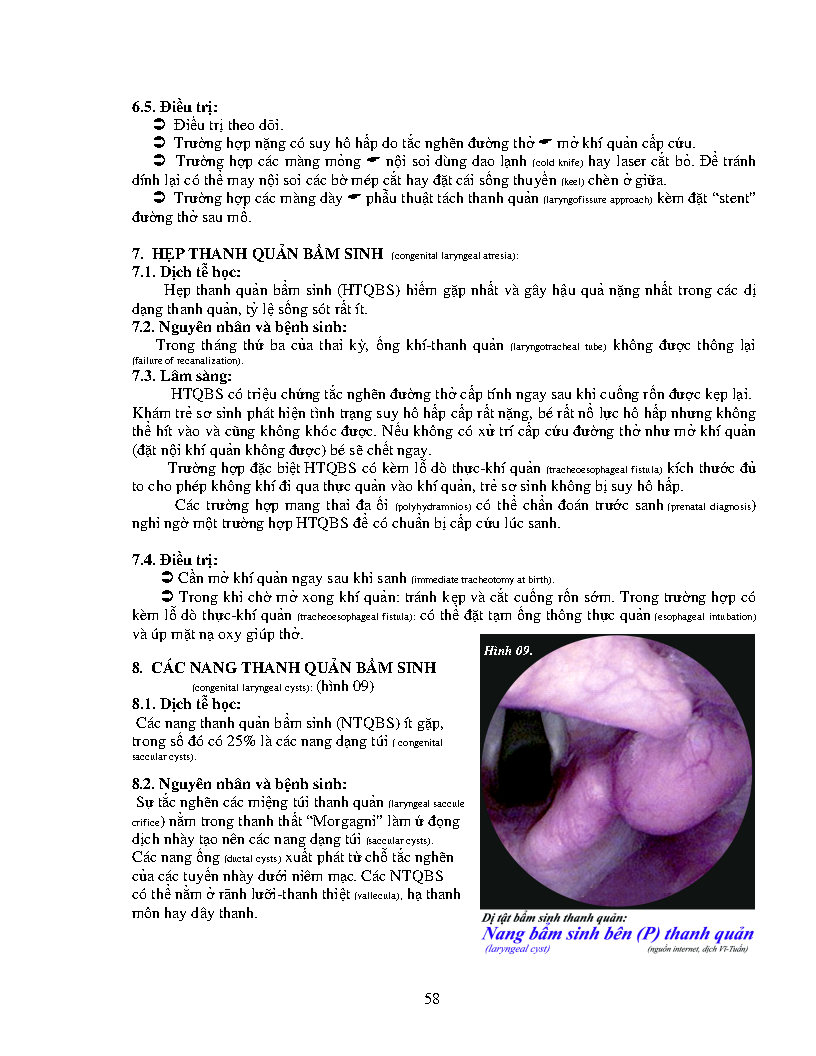 6.5. Điều trị:
➲ Điều trị theo dõi.
➲ Trường hợp nặng có suy hô hấp do tắc nghẽn đường thở ☛ mở khí quản cấp cứu.
➲ Trường hợp các màng mỏng ☛ nội soi dùng dao lạnh (cold knife) hay laser cắt bỏ. Để tránh
dính lại có thể may nội soi các bờ mép cắt hay đặt cái sống thuyền (keel) chèn ở giữa.
➲ Trường hợp các màng dày ☛ phẫu thuật tách thanh quản (laryngofissure approach) kèm đặt “stent”
đường thở sau mổ.
7. HẸP THANH QUẢN BẨM SINH (congenital laryngeal atresia):
7.1. Dịch tễ học:
Hẹp thanh quản bẩm sinh (HTQBS) hiếm gặp nhất và gây hậu quả nặng nhất trong các dị
dạng thanh quản, tỷ lệ sống sót rất ít.
7.2. Nguyên nhân và bệnh sinh:
Trong tháng thứ ba của thai kỳ, ống khí-thanh quản (laryngotracheal tube) không được thông lại
(failure of recanalization).
7.3. Lâm sàng:
HTQBS có triệu chứng tắc nghẽn đường thở cấp tính ngay sau khi cuống rốn được kẹp lại.
Khám trẻ sơ sinh phát hiện tình trạng suy hô hấp cấp rất nặng, bé rất nổ lực hô hấp nhưng không
thể hít vào và cũng không khóc được. Nếu không có xử trí cấp cứu đường thở như mở khí quản
(đặt nội khí quản không được) bé sẽ chết ngay.
Trường hợp đặc biệt HTQBS có kèm lỗ dò thực-khí quản (tracheoesophageal fistula) kích thước đủ
to cho phép không khí đi qua thực quản vào khí quản, trẻ sơ sinh không bị suy hô hấp.
Các trường hợp mang thai đa ối (polyhydramnios) có thể chẩn đoán trước sanh (prenatal diagnosis)
nghi ngờ một trường hợp HTQBS để có chuẩn bị cấp cứu lúc sanh.
7.4. Điều trị:
➲ Cần mở khí quản ngay sau khi sanh (immediate tracheotomy at birth).
➲ Trong khi chờ mở xong khí quản: tránh kẹp và cắt cuống rốn sớm. Trong trường hợp có
kèm lỗ dò thực-khí quản (tracheoesophageal fistula): có thể đặt tạm ống thông thực quản (esophageal intubation)
và úp mặt nạ oxy giúp thở.
8. CÁC NANG THANH QUẢN BẨM SINH
(congenital laryngeal cysts): (hình 09)
8.1. Dịch tễ học:
Các nang thanh quản bẩm sinh (NTQBS) ít gặp,
trong số đó có 25% là các nang dạng túi ( congenital
saccular cysts).
8.2. Nguyên nhân và bệnh sinh:
Sự tắc nghẽn các miệng túi thanh quản (laryngeal saccule
crifice) nằm trong thanh thất “Morgagni” làm ứ đọng
dịch nhày tạo nên các nang dạng túi (saccular cysts).
Các nang ống (ductal cysts) xuất phát từ chỗ tắc nghẽn
của các tuyến nhày dưới niêm mạc. Các NTQBS
có thể nằm ở rãnh lưỡi-thanh thiệt (vallecula), hạ thanh
môn hay dây thanh.
Hình 09.
Dị tật bẩm sinh thanh quản:
Nang bẩm sinh bên (P) thanh quản
(laryngeal cyst) (nguồn internet, dịch Vĩ-Tuấn)
58